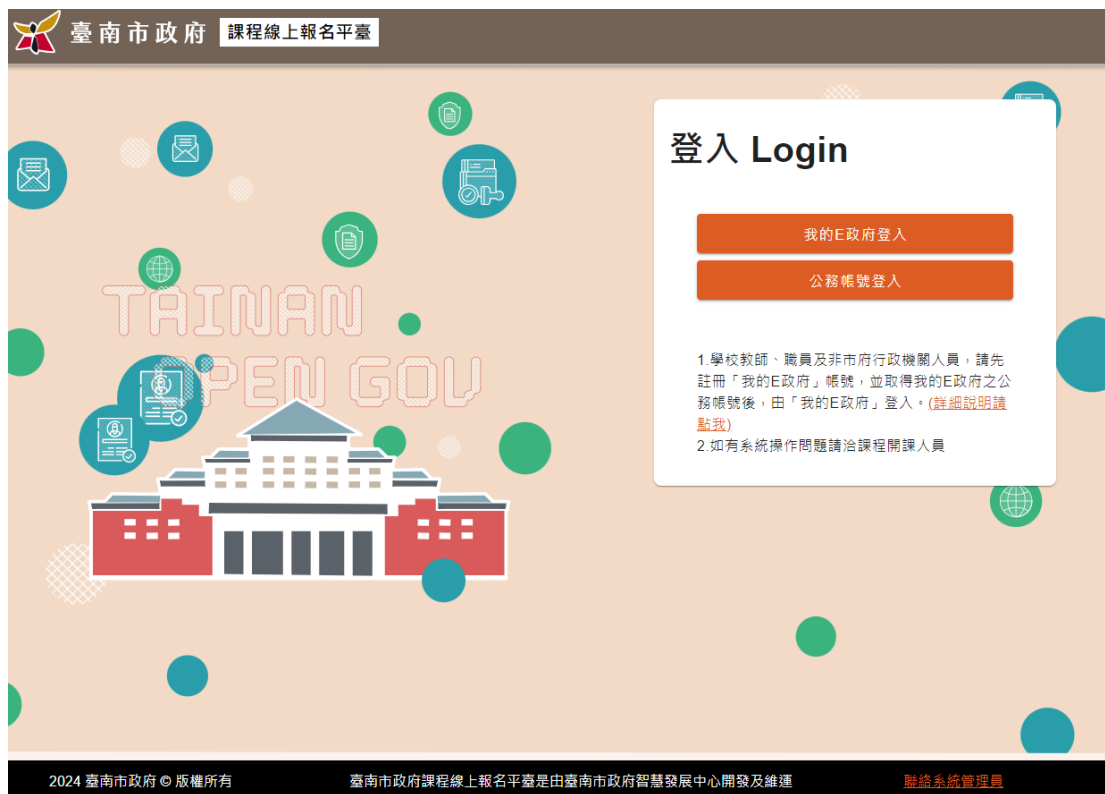 臺南市政府 課程線上報名平臺
登入 Login
我的E政府登入
公務帳號登入
1.學校教師、職員及非市府行政機關人員，請先
註冊「我的E政府」帳號，並取得我的E政府之公
務帳號後，由「我的E政府」登入。(詳細說明請
點我)
2.如有系統操作問題請洽課程開課人員
TAINAN
OPEN GOV
2024 臺南市政府 © 版權所有 臺南市政府課程線上報名平臺是由臺南市政府智慧發展中心開發及維運 聯絡系統管理員